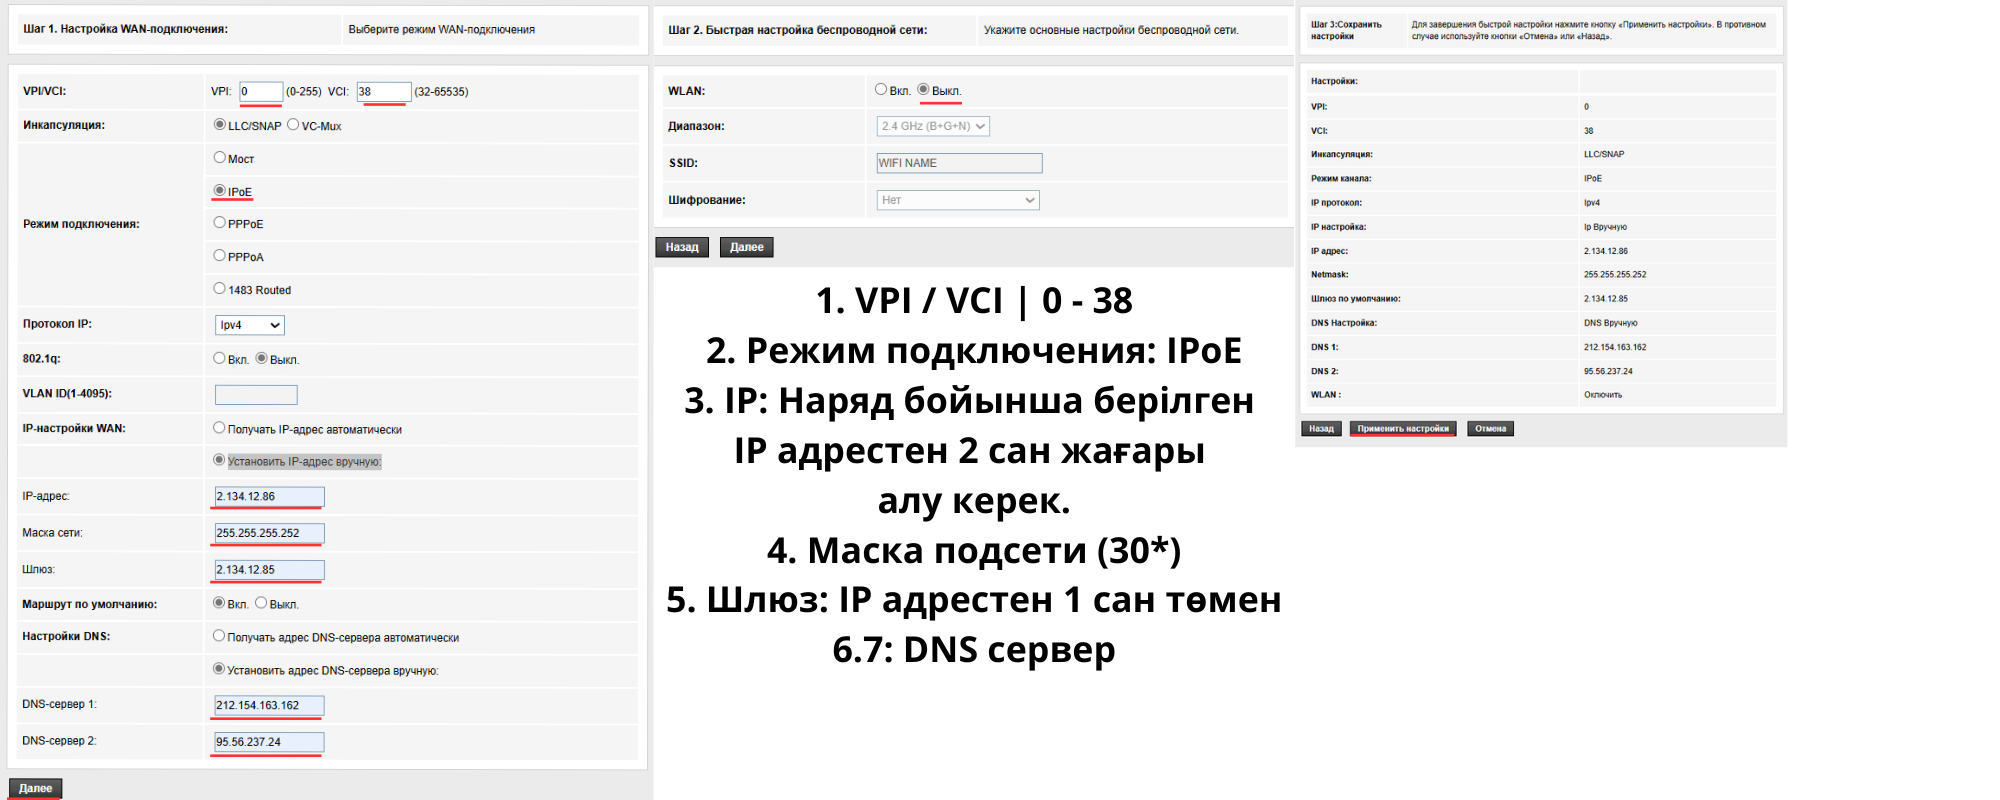 Шаг 1. Настройка WAN-подключения: Выберите режим WAN-подключения
VPI/VCI: VPI: 0 (0-255) VCI: 38 (32-65535)
Инкапсуляция: LLC/SNAP VC-Mux
Мост
IPoE
Режим подключения: PPPoE
PPPoA
1483 Routed
Протокол IP: Ipv4
802.1q: Вкл. Выкл.
VLAN ID(1-4095):
IP-настройки WAN: Получать IP-адрес автоматически
Установить IP-адрес вручную:
IP-адрес: 2.134.12.86
Маска сети: 255.255.255.252
Шлюз: 2.134.12.85
Маршрут по умолчанию: Вкл. Выкл.
Настройки DNS: Получать адрес DNS-сервера автоматически
Установить адрес DNS-сервера вручную:
DNS-сервер 1: 212.154.163.162
DNS-сервер 2: 95.56.237.24
Далее
Шаг 2. Быстрая настройка беспроводной сети: Укажите основные настройки беспроводной сети.
WLAN: Вкл. Выкл.
Диапазон: 2.4 GHz (B+G+N)
SSID: WIFI NAME
Шифрование: Нет
Назад Далее
1. VPI / VCI | 0 - 38
2. Режим подключения: IPoE
3. IP: Наряд бойынша берілген
IP адрестен 2 сан жағары
алу керек.
4. Маска подсети (30*)
5. Шлюз: IP адрестен 1 сан төмен
6.7: DNS сервер
Шаг 3:Сохранить настройки
Для завершения быстрой настройки нажмите кнопку «Применить настройки». В противном
случае используйте кнопки «Отмена» или «Назад».
Настройки:
VPI: 0
VCI: 38
Инкапсуляция: LLC/SNAP
Режим канала: IPoE
IP протокол: Ipv4
IP настройка: Ip Вручную
IP адрес: 2.134.12.86
Netmask: 255.255.255.252
Шлюз по умолчанию: 2.134.12.85
DNS Настройка: DNS Вручную
DNS 1: 212.154.163.162
DNS 2: 95.56.237.24
WLAN : Оключить
Назад Применить настройки Отмена